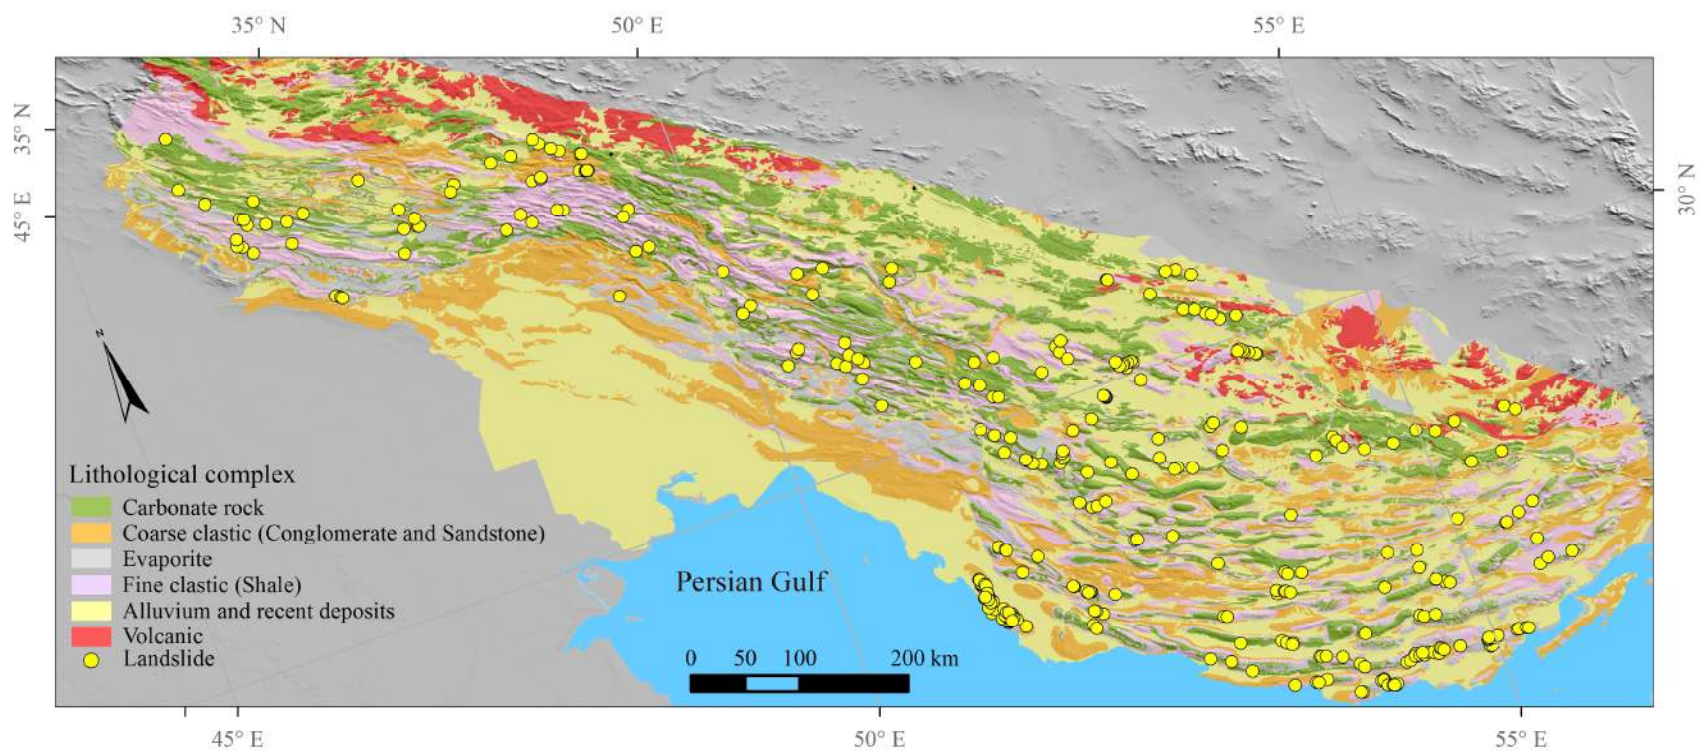 35° N
50° E
55° E
35° N
45° E
30° N
N
Lithological complex
Carbonate rock
Coarse clastic (Conglomerate and Sandstone)
Evaporite
Fine clastic (Shale)
Alluvium and recent deposits
Volcanic
Landslide
Persian Gulf
0 50 100 200 km
45° E
50° E
55° E